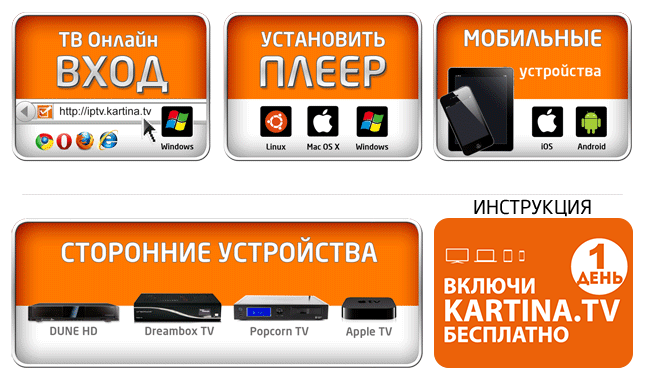 ТВ Онлайн
ВХОД
http://iptv.kartina.tv
Windows
УСТАНОВИТЬ
ПЛЕЕР
Linux
Mac OS X
Windows
МОБИЛЬНЫЕ
устройства
iOS
Android
СТОРОННИЕ УСТРОЙСТВА
DUNE HD
Dreambox TV
Popcorn TV
Apple TV
ИНСТРУКЦИЯ
1
ДЕНЬ
ВКЛЮЧИ
KARTINA.TV
БЕСПЛАТНО